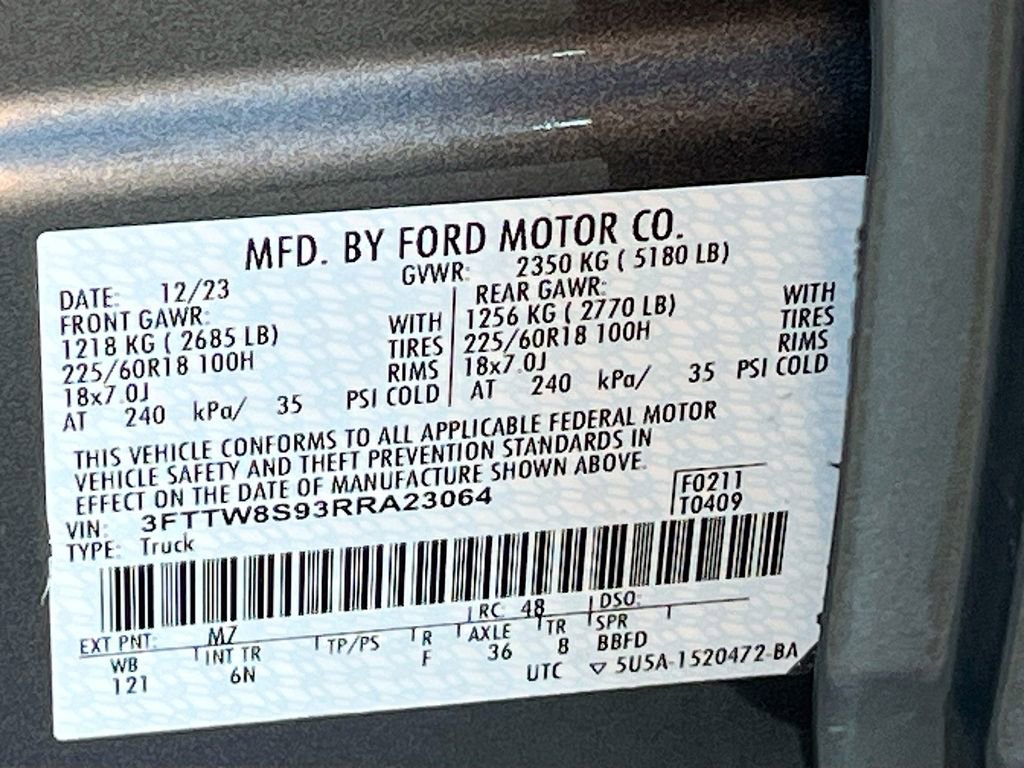 MFD. BY FORD MOTOR CO.
DATE: 12/23 GVWR: 2350 KG ( 5180 LB)
FRONT GAWR: REAR GAWR:
1218 KG ( 2685 LB) WITH 1256 KG ( 2770 LB) WITH
225/60R18 100H TIRES 225/60R18 100H TIRES
18x7.0J RIMS 18x7.0J RIMS
AT 240 kPa/ 35 PSI COLD AT 240 kPa/ 35 PSI COLD
THIS VEHICLE CONFORMS TO ALL APPLICABLE FEDERAL MOTOR
VEHICLE SAFETY AND THEFT PREVENTION STANDARDS IN
EFFECT ON THE DATE OF MANUFACTURE SHOWN ABOVE.
VIN: 3FTTW8S93RRA23064 F0211
TYPE: Truck T0409
EXT PNT: M7 RC: 48 DSO:
WB INT TR TP/PS R AXLE TR SPR
121 6N F 36 8 BBFD
UTC ▽ 5U5A-1520472-BA